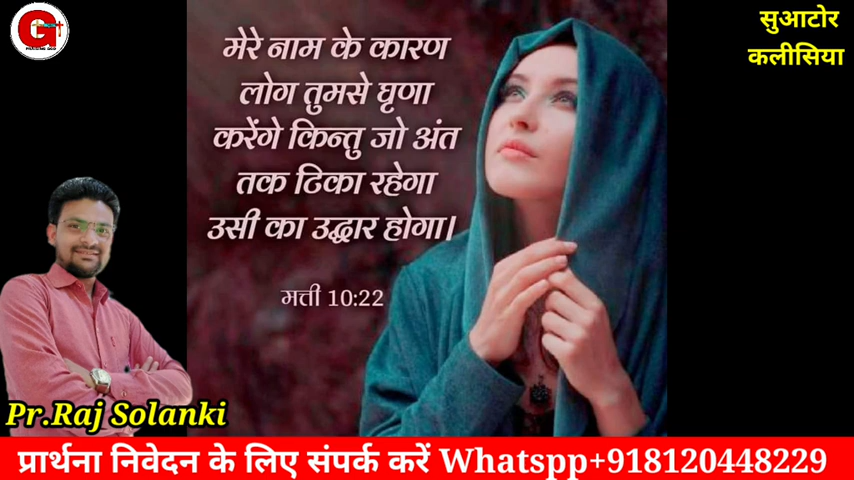 G
सुआटोर
कलीसिया
मेरे नाम के कारण
लोग तुमसे घृणा
करेंगे किन्तु जो अंत
तक टिका रहेगा
उसी का उद्धार होगा।
मत्ती 10:22
Pr.Raj Solanki
प्रार्थना निवेदन के लिए संपर्क करें Whatspp+918120448229